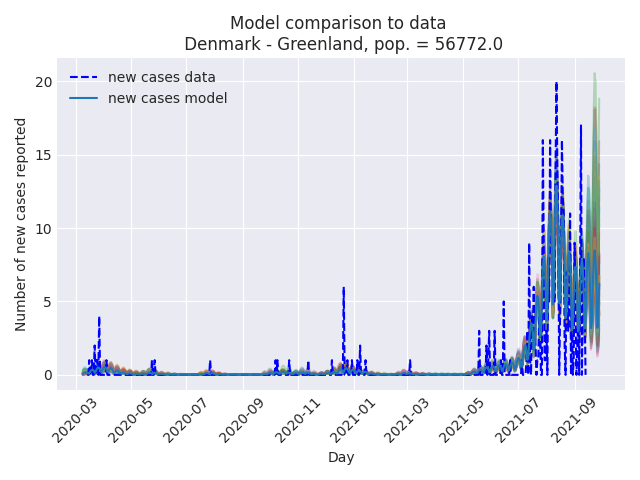 Model comparison to data
Denmark - Greenland, pop. = 56772.0
new cases data
new cases model
Number of new cases reported
20
15
10
5
0
2020-03
2020-05
2020-07
2020-09
2020-11
2021-01
2021-03
2021-05
2021-07
2021-09
Day